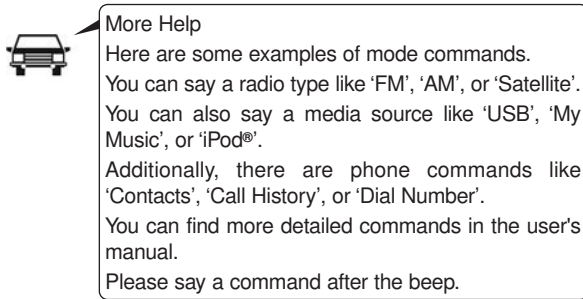 More Help
Here are some examples of mode commands.
You can say a radio type like ‘FM’, ‘AM’, or ‘Satellite’.
You can also say a media source like ‘USB’, ‘My
Music’, or ‘iPod®’.
Additionally, there are phone commands like
‘Contacts’, ‘Call History’, or ‘Dial Number’.
You can find more detailed commands in the user's
manual.
Please say a command after the beep.